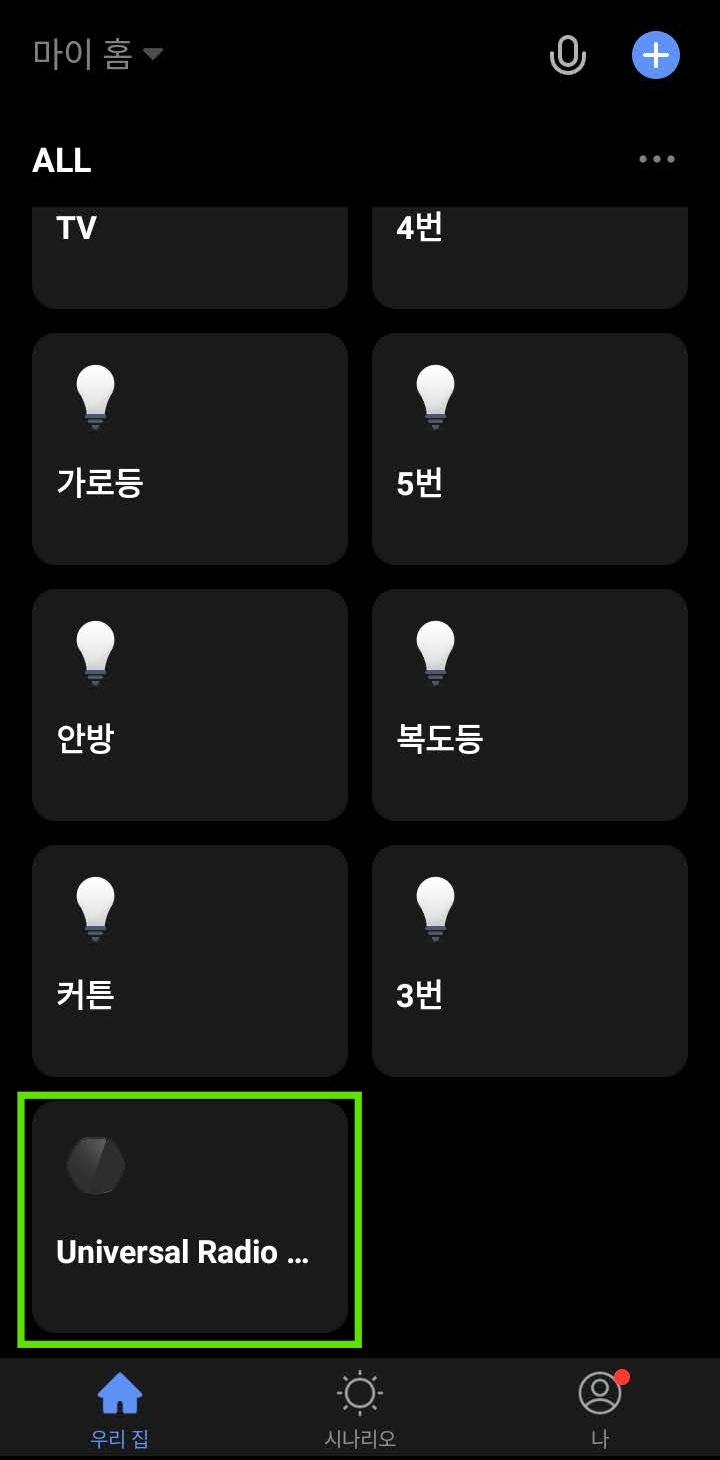 마이 홈
ALL
TV
4번
가로등
5번
안방
복도등
커튼
3번
Universal Radio ...
우리 집
시나리오
나